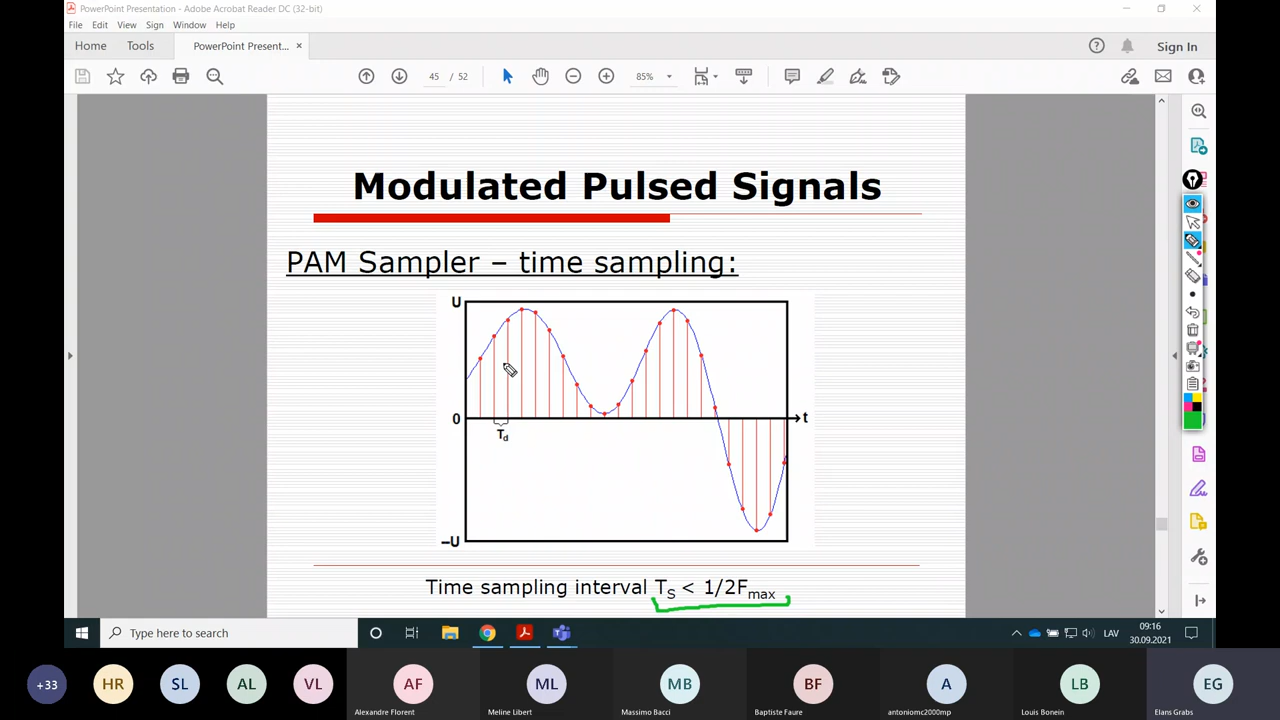 PowerPoint Presentation - Adobe Acrobat Reader DC (32-bit)
File Edit View Sign Window Help
Home Tools PowerPoint Present... × Sign In
45 / 52 85%
Modulated Pulsed Signals
PAM Sampler – time sampling:
U
0
t
Td
–U
Time sampling interval TS < 1/2Fmax
Type here to search
LAV
09:16
30.09.2021
+33 HR SL AL VL AF ML MB BF A LB EG
Alexandre Florent Meline Libert Massimo Bacci Baptiste Faure antoniomc2000mp Louis Bonein Elans Grabs